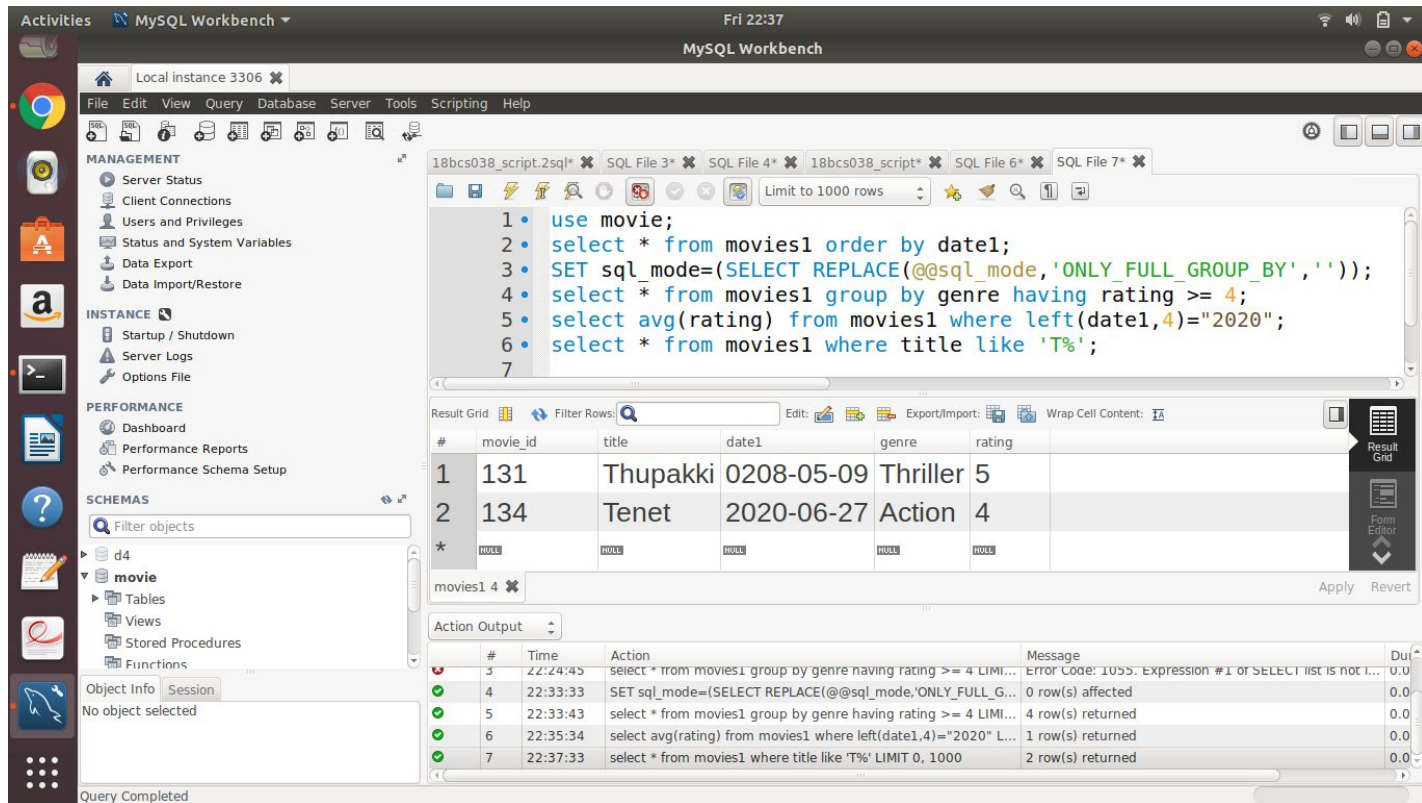 Activities MySQL Workbench Fri 22:37
MySQL Workbench
Local instance 3306
File Edit View Query Database Server Tools Scripting Help
MANAGEMENT
Server Status
Client Connections
Users and Privileges
Status and System Variables
Data Export
Data Import/Restore
INSTANCE
Startup / Shutdown
Server Logs
Options File
PERFORMANCE
Dashboard
Performance Reports
Performance Schema Setup
SCHEMAS
Filter objects
d4
movie
Tables
Views
Stored Procedures
Functions
Object Info Session
No object selected
18bcs038_script.2sql* SQL File 3* SQL File 4* 18bcs038_script* SQL File 6* SQL File 7*
Limit to 1000 rows
1 use movie;
2 select * from movies1 order by date1;
3 SET sql_mode=(SELECT REPLACE(@@sql_mode,'ONLY_FULL_GROUP_BY',''));
4 select * from movies1 group by genre having rating >= 4;
5 select avg(rating) from movies1 where left(date1,4)="2020";
6 select * from movies1 where title like 'T%';
7
Result Grid Filter Rows: Edit: Export/Import: Wrap Cell Content:
# movie_id title date1 genre rating
1 131 Thupakki 0208-05-09 Thriller 5
2 134 Tenet 2020-06-27 Action 4
* NULL NULL NULL NULL NULL
Result Grid
Form Editor
movies1 4 Apply Revert
Action Output
# Time Action Message Dur
3 22:24:45 select * from movies1 group by genre having rating >= 4 LIMI... Error Code: 1055. Expression #1 of SELECT list is not i... 0.0
4 22:33:33 SET sql_mode=(SELECT REPLACE(@@sql_mode,'ONLY_FULL_G... 0 row(s) affected 0.0
5 22:33:43 select * from movies1 group by genre having rating >= 4 LIMI... 4 row(s) returned 0.0
6 22:35:34 select avg(rating) from movies1 where left(date1,4)="2020" L... 1 row(s) returned 0.0
7 22:37:33 select * from movies1 where title like 'T%' LIMIT 0, 1000 2 row(s) returned 0.0
Query Completed